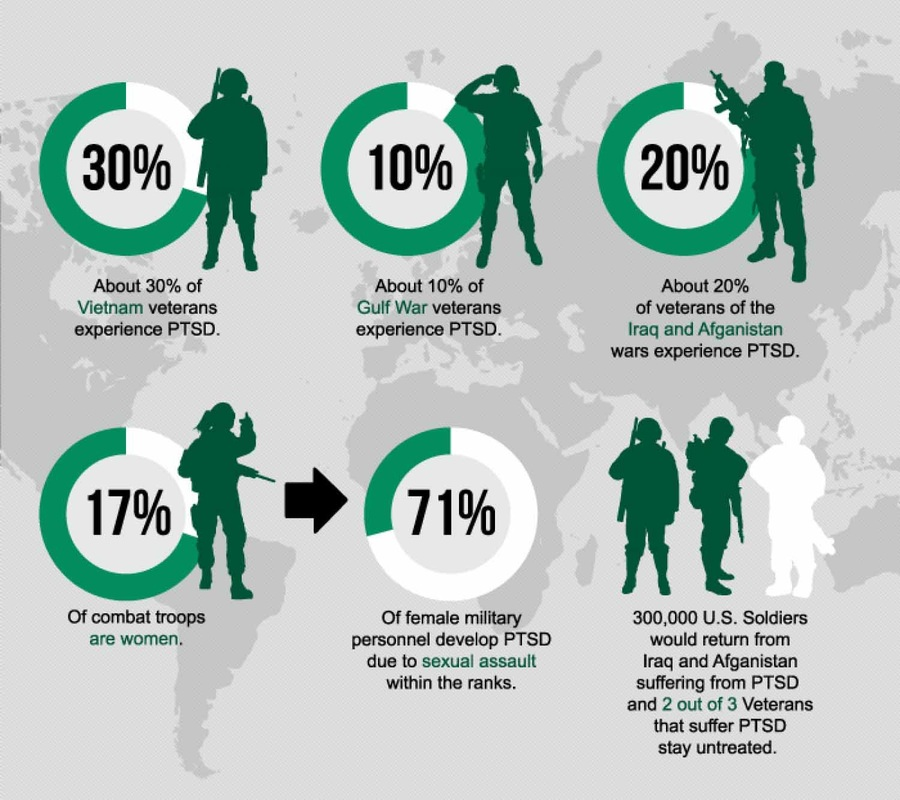 30%
About 30% of
Vietnam veterans
experience PTSD.
10%
About 10% of
Gulf War veterans
experience PTSD.
20%
About 20%
of veterans of the
Iraq and Afganistan
wars experience PTSD.
17%
Of combat troops
are women.
71%
Of female military
personnel develop PTSD
due to sexual assault
within the ranks.
300,000 U.S. Soldiers
would return from
Iraq and Afganistan
suffering from PTSD
and 2 out of 3 Veterans
that suffer PTSD
stay untreated.